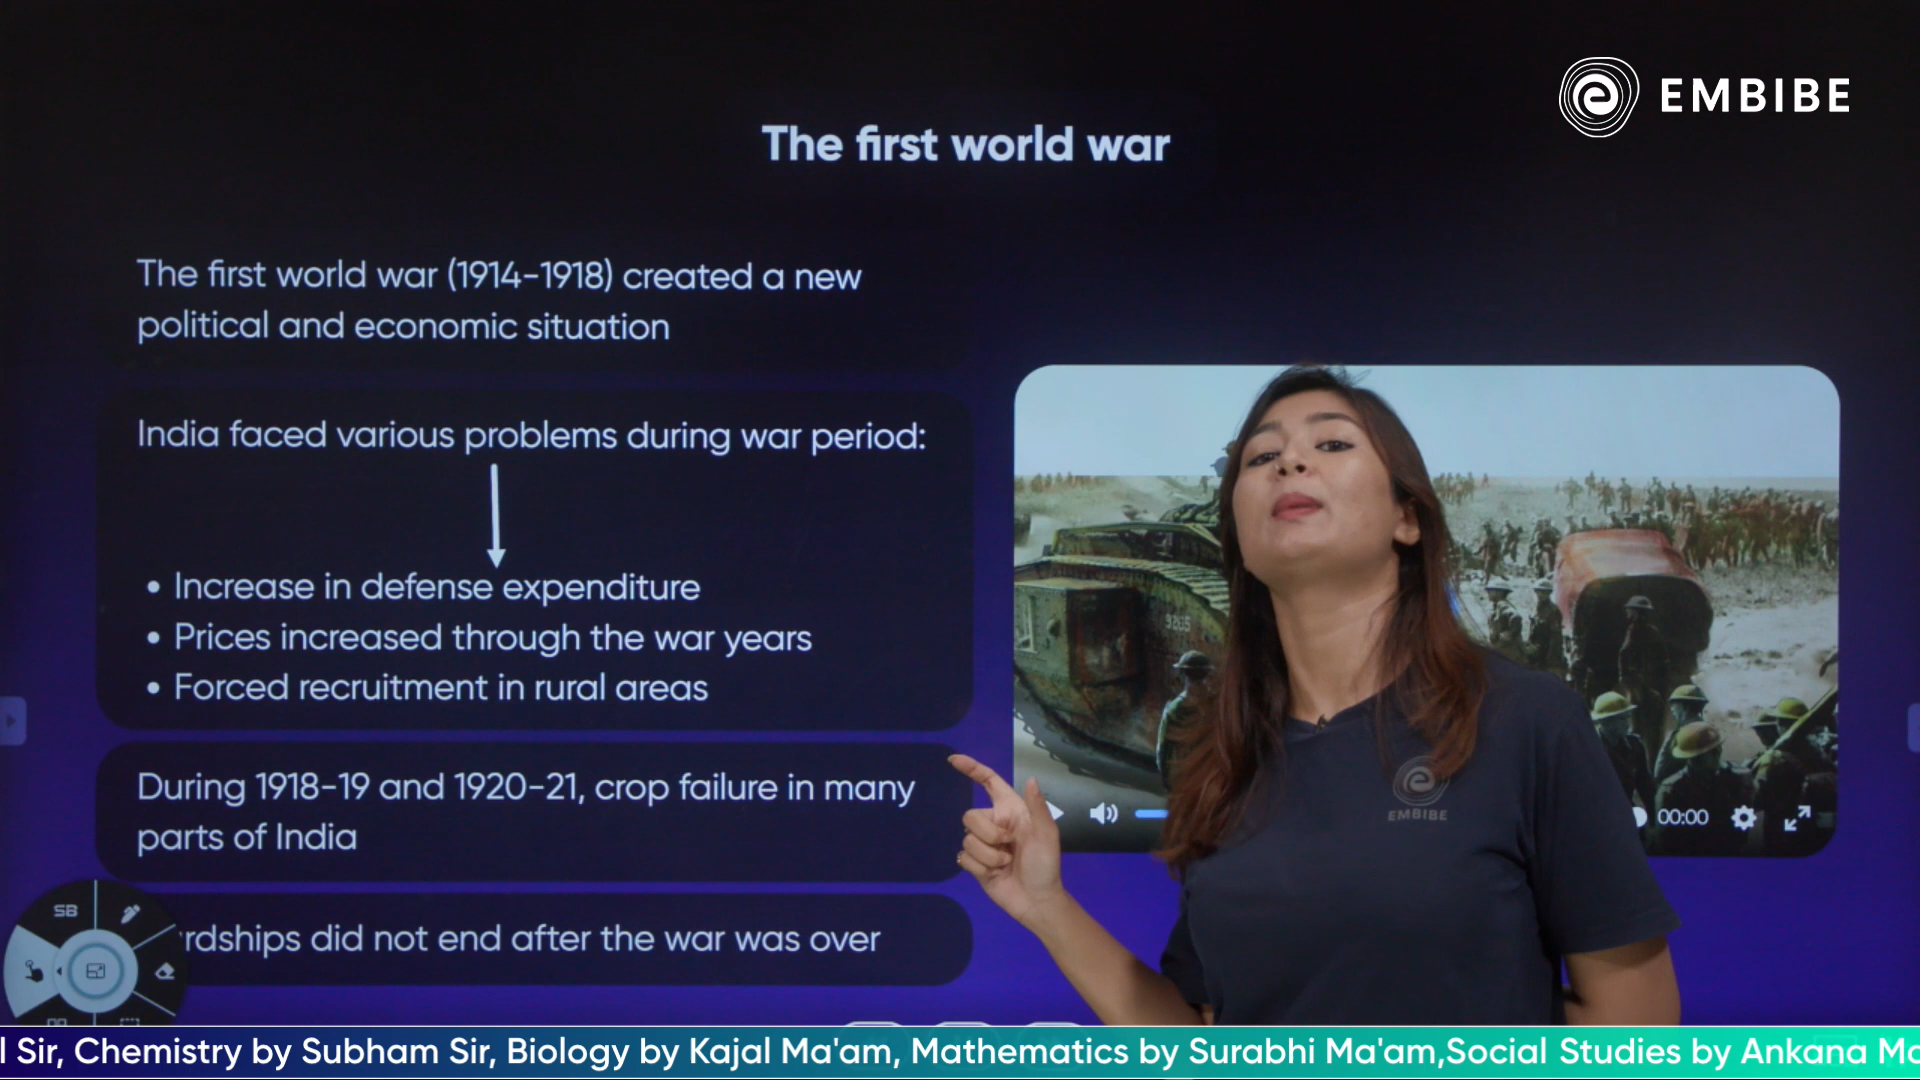 EMBIBE
The first world war
The first world war (1914-1918) created a new
political and economic situation
India faced various problems during war period:
• Increase in defense expenditure
• Prices increased through the war years
• Forced recruitment in rural areas
9205
During 1918-19 and 1920-21, crop failure in many
parts of India
EMBIBE
00:00
SB
rdships did not end after the war was over
l Sir, Chemistry by Subham Sir, Biology by Kajal Ma'am, Mathematics by Surabhi Ma'am,Social Studies by Ankana Ma